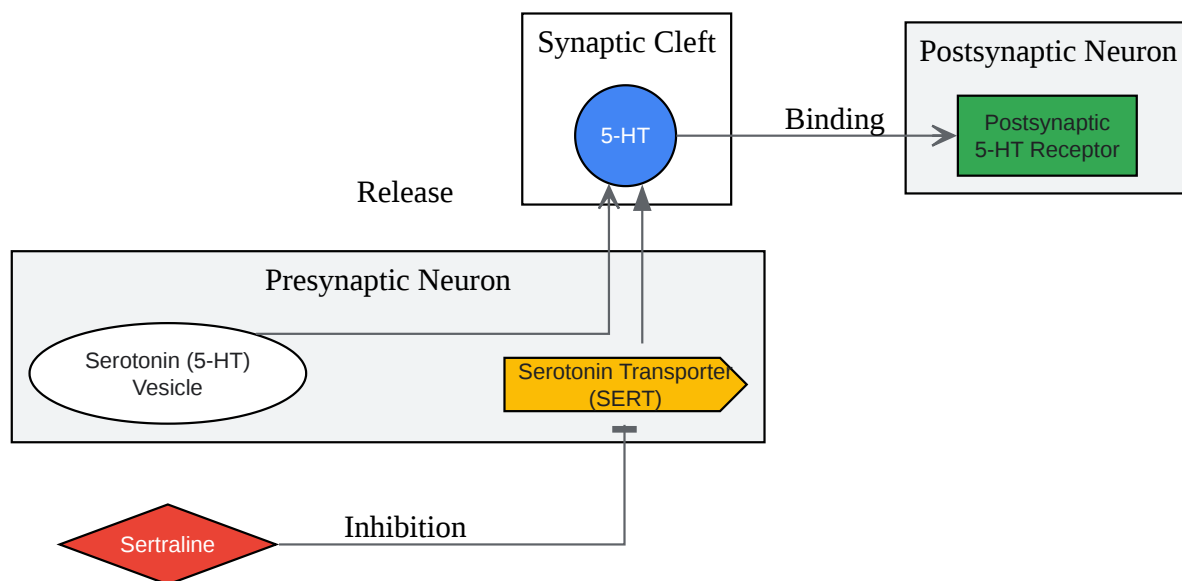 Synaptic Cleft
Postsynaptic Neuron
5-HT
Binding
Postsynaptic
5-HT Receptor
Release
Presynaptic Neuron
Serotonin (5-HT)
Vesicle
Serotonin Transporter
(SERT)
Inhibition
Sertraline